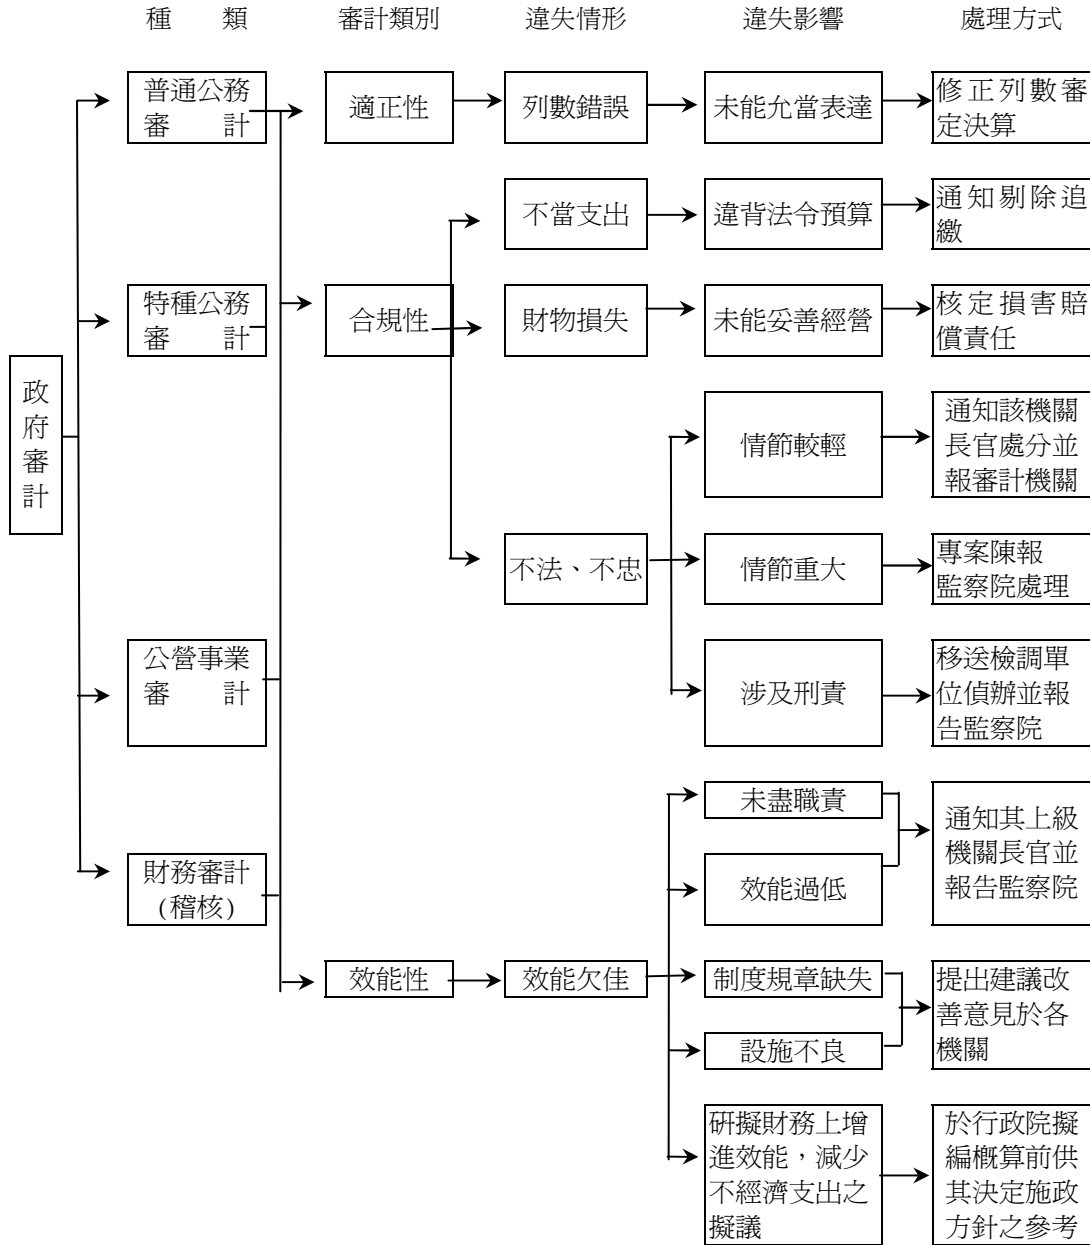 種　類　審計類別　違失情形　違失影響　處理方式
政
府
審
計
普通公務
審　計
特種公務
審　計
公營事業
審　計
財務審計
(稽核)
適正性
列數錯誤
未能允當表達
修正列數審
定決算
合規性
不當支出
違背法令預算
通知剔除追
繳
財物損失
未能妥善經營
核定損害賠
償責任
不法、不忠
情節較輕
通知該機關
長官處分並
報審計機關
情節重大
專案陳報
監察院處理
涉及刑責
移送檢調單
位偵辦並報
告監察院
效能性
效能欠佳
未盡職責
效能過低
通知其上級
機關長官並
報告監察院
制度規章缺失
設施不良
提出建議改
善意見於各
機關
研擬財務上增
進效能，減少
不經濟支出之
擬議
於行政院擬
編概算前供
其決定施政
方針之參考